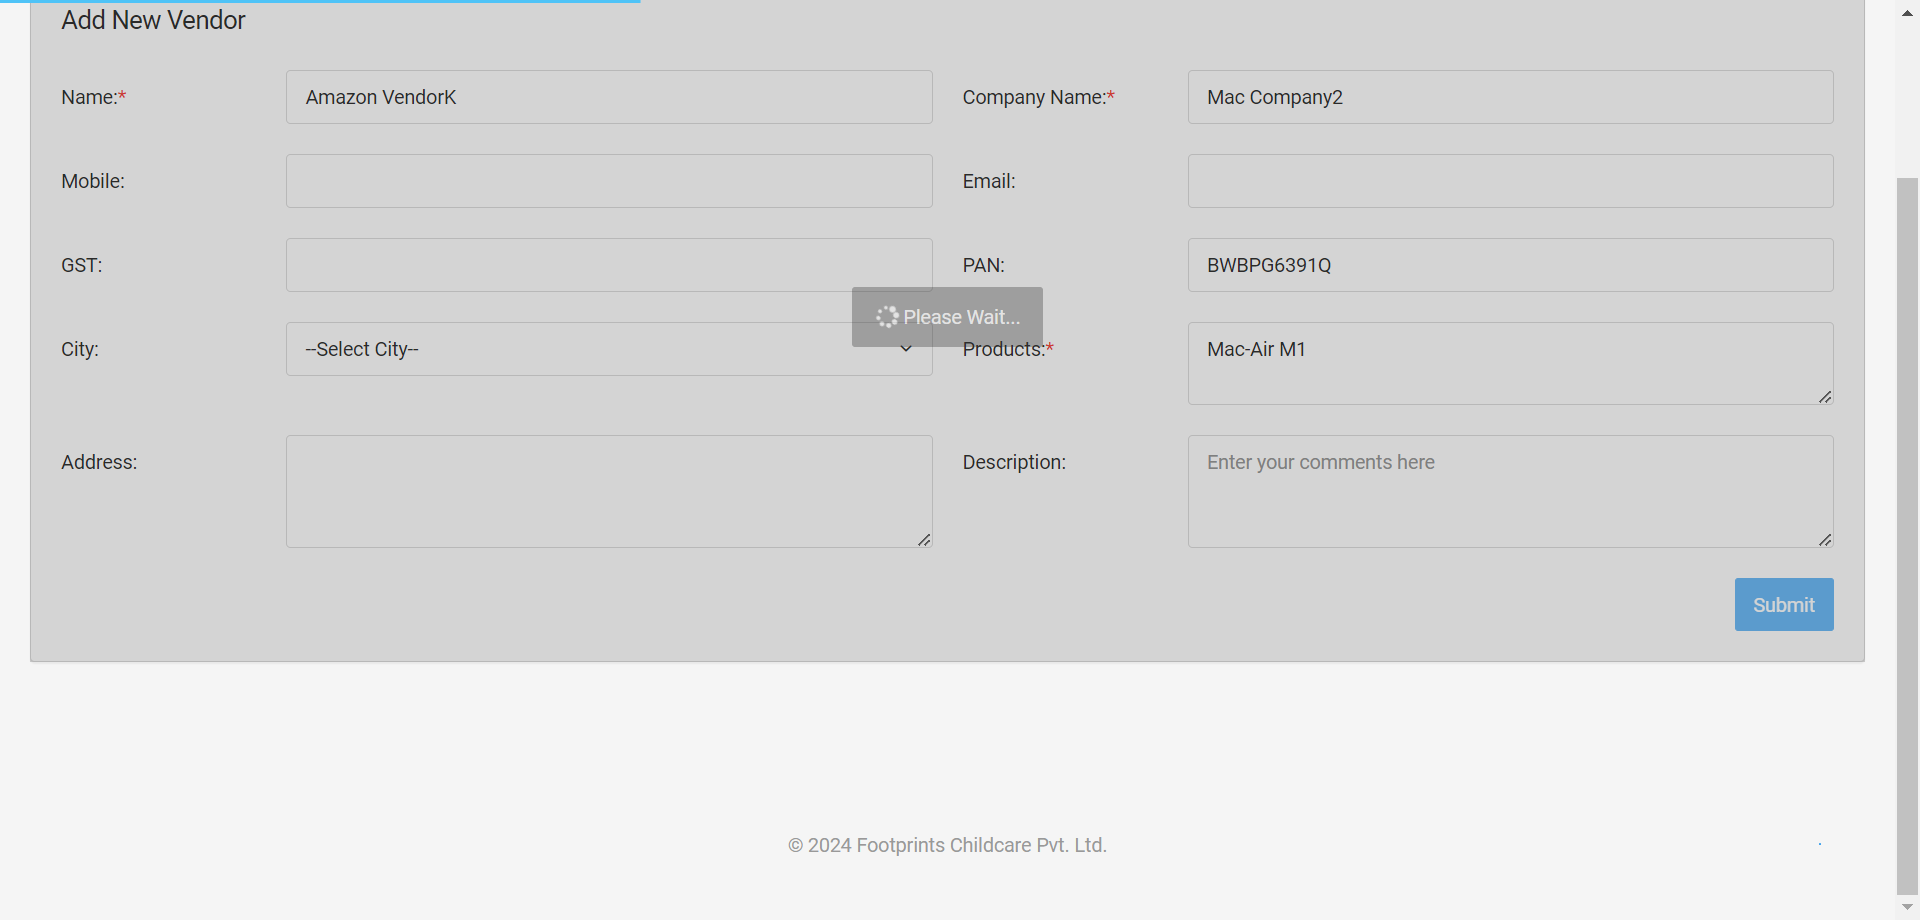 Add New Vendor
Name:* Amazon VendorK Company Name:* Mac Company2
Mobile: Email:
GST: PAN: BWBPG6391Q
Please Wait...
City: --Select City-- Products:* Mac-Air M1
Address: Description: Enter your comments here
Submit
© 2024 Footprints Childcare Pvt. Ltd.